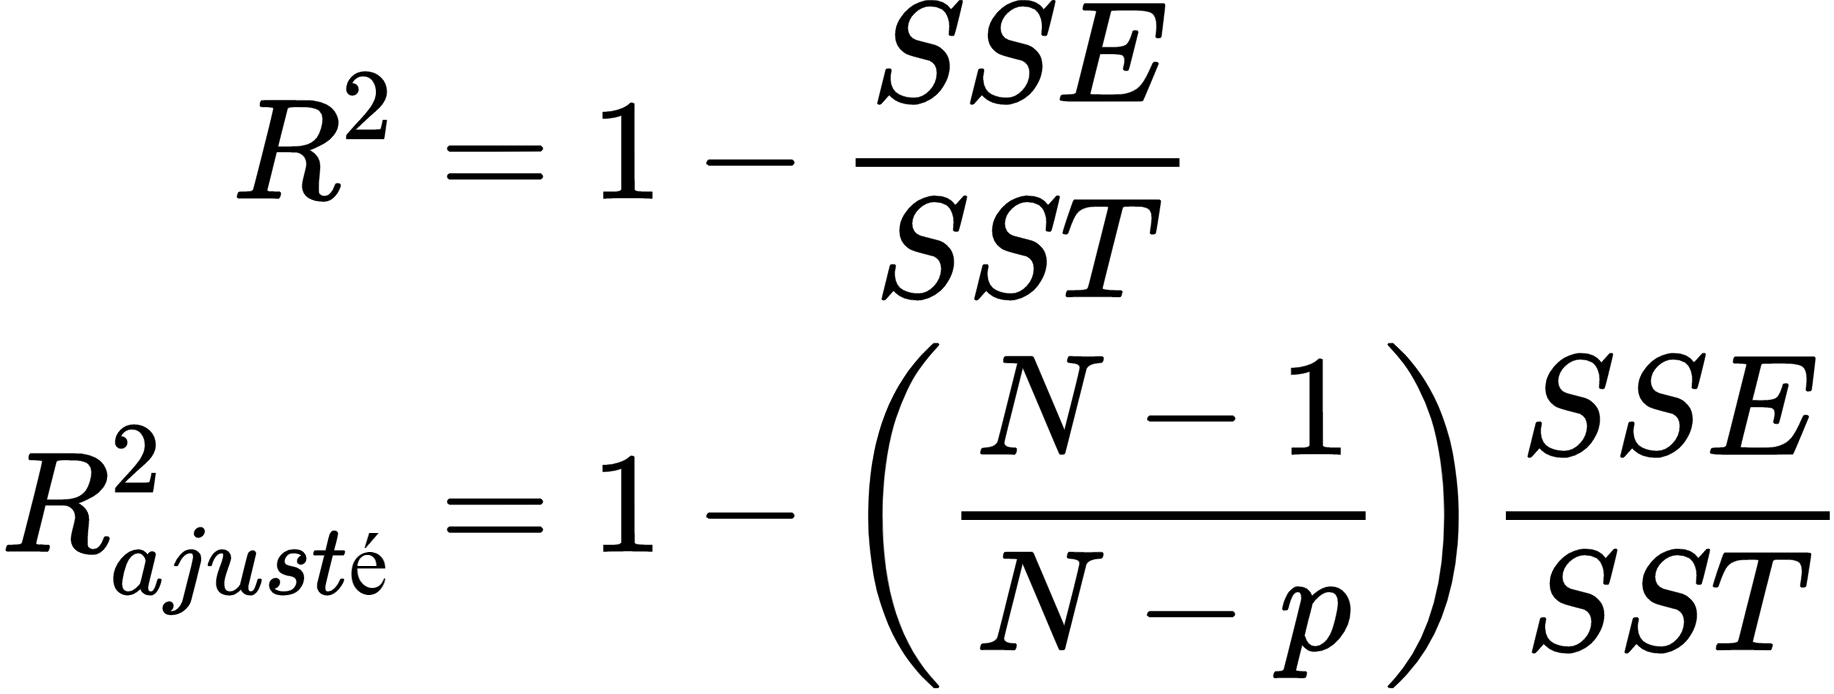 R² = 1 − SSE/SST
R²ajusté = 1 − ((N − 1)/(N − p)) SSE/SST